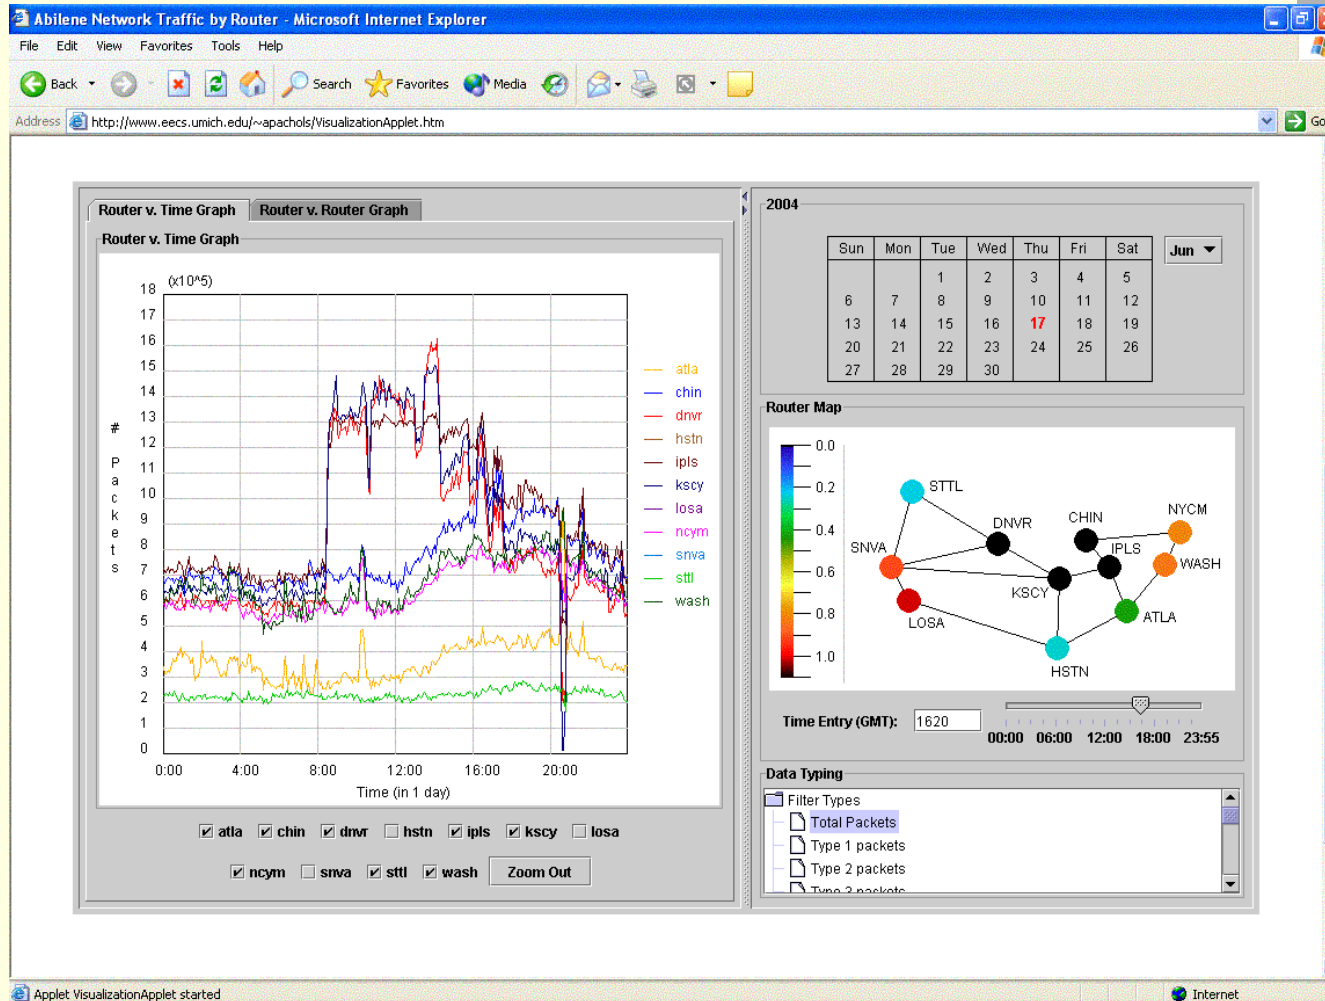 Abilene Network Traffic by Router - Microsoft Internet Explorer
File Edit View Favorites Tools Help
Back Search Favorites Media
Address http://www.eecs.umich.edu/~apachols/VisualizationApplet.htm Go
Router v. Time Graph Router v. Router Graph
Router v. Time Graph
(x10^5)
18
17
16
15
14
13
12
11
10
9
8
7
6
5
4
3
2
1
0
# Packets
0:00 4:00 8:00 12:00 16:00 20:00
Time (in 1 day)
atla
chin
dnvr
hstn
ipls
kscy
losa
ncym
snva
sttl
wash
atla chin dnvr hstn ipls kscy losa
ncym snva sttl wash Zoom Out
2004
Jun
Sun Mon Tue Wed Thu Fri Sat
1 2 3 4 5
6 7 8 9 10 11 12
13 14 15 16 17 18 19
20 21 22 23 24 25 26
27 28 29 30
Router Map
0.0
0.2
0.4
0.6
0.8
1.0
STTL
DNVR
CHIN
NYCM
SNVA
IPLS
WASH
KSCY
LOSA
ATLA
HSTN
Time Entry (GMT): 1620
00:00 06:00 12:00 18:00 23:55
Data Typing
Filter Types
Total Packets
Type 1 packets
Type 2 packets
Type 3 packets
Applet VisualizationApplet started Internet